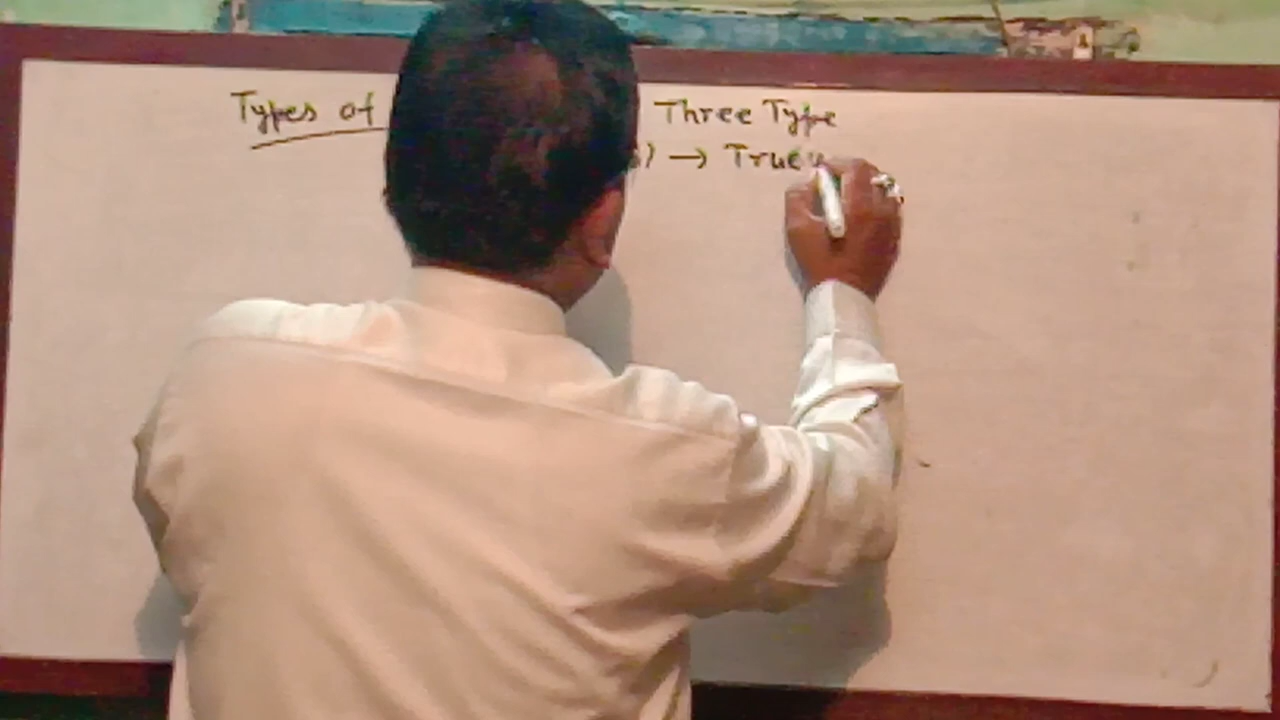 Types of Three Type
) → True